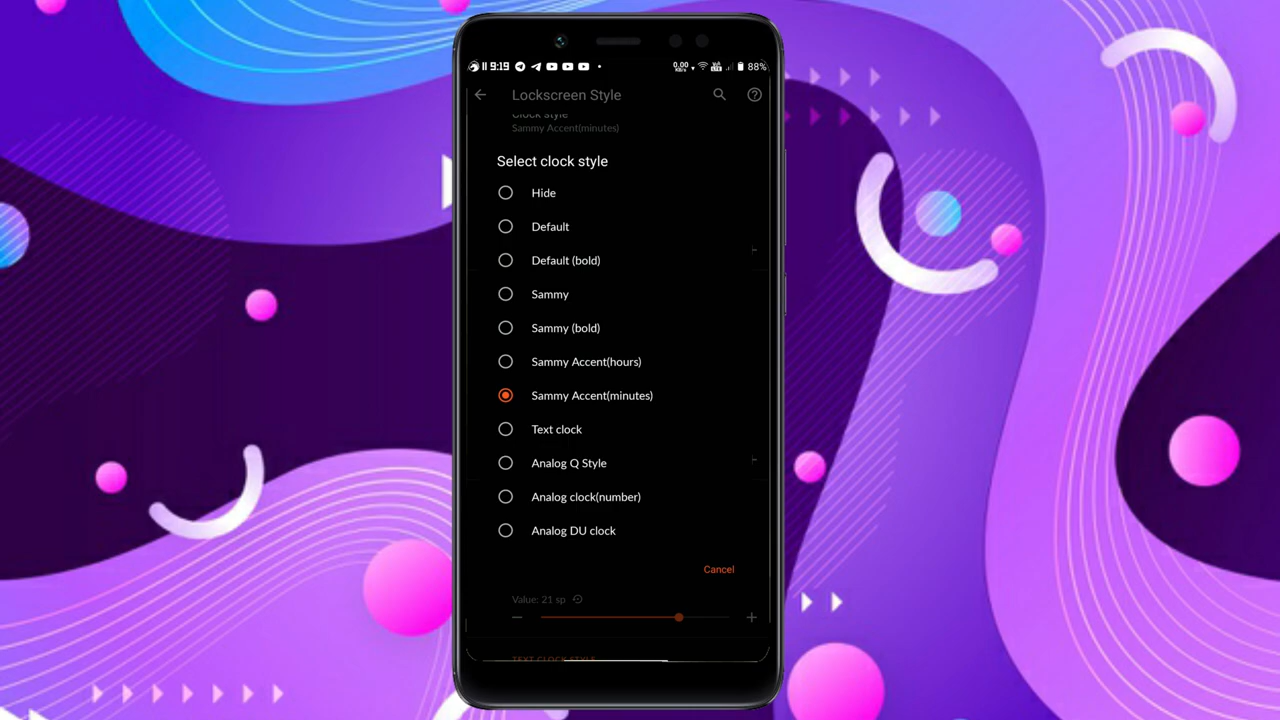 9:19
0.00
KB/s
88%
Lockscreen Style
Clock style
Sammy Accent(minutes)
Select clock style
Hide
Default
Default (bold)
Sammy
Sammy (bold)
Sammy Accent(hours)
Sammy Accent(minutes)
Text clock
Analog Q Style
Analog clock(number)
Analog DU clock
Cancel
Value: 21 sp
TEXT CLOCK STYLE